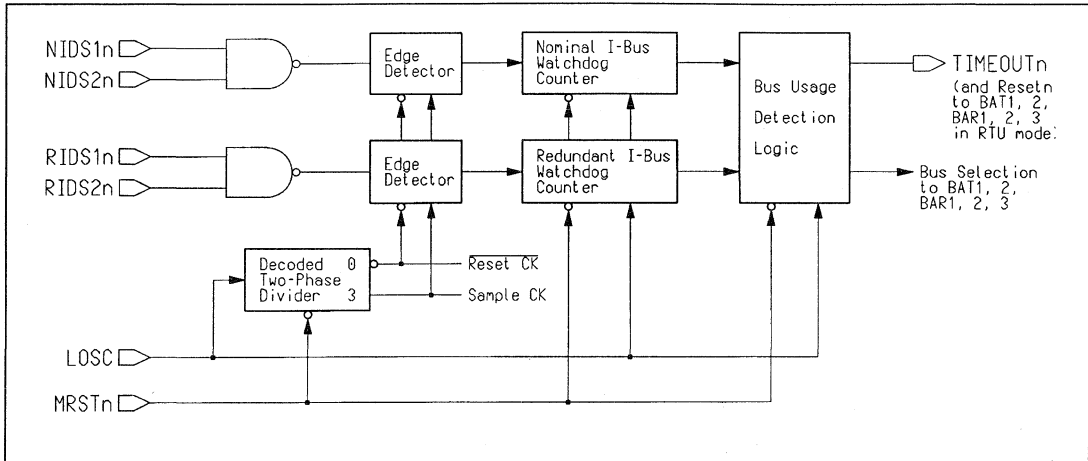 NIDS1n
NIDS2n
Edge
Detector
Nominal I-Bus
Watchdog
Counter
Bus Usage
Detection
Logic
TIMEOUTn
(and Resetn
to BAT1, 2,
BAR1, 2, 3
in RTU mode:
RIDS1n
RIDS2n
Edge
Detector
Redundant I-Bus
Watchdog
Counter
Bus Selection
to BAT1, 2,
BAR1, 2, 3
Decoded 0
Two-Phase
Divider 3
Reset CK
Sample CK
LOSC
MRSTn